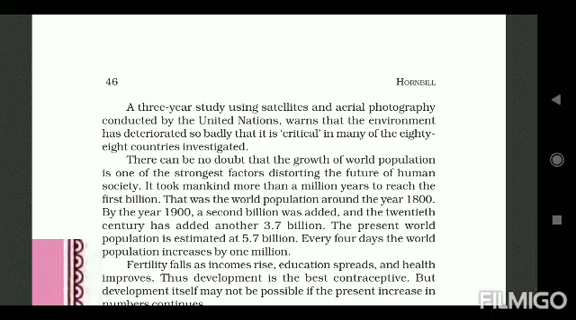 46 HORNBILL
A three-year study using satellites and aerial photography
conducted by the United Nations, warns that the environment
has deteriorated so badly that it is ‘critical’ in many of the eighty-
eight countries investigated.
There can be no doubt that the growth of world population
is one of the strongest factors distorting the future of human
society. It took mankind more than a million years to reach the
first billion. That was the world population around the year 1800.
By the year 1900, a second billion was added, and the twentieth
century has added another 3.7 billion. The present world
population is estimated at 5.7 billion. Every four days the world
population increases by one million.
Fertility falls as incomes rise, education spreads, and health
improves. Thus development is the best contraceptive. But
development itself may not be possible if the present increase in
numbers continues.
FILMIGO